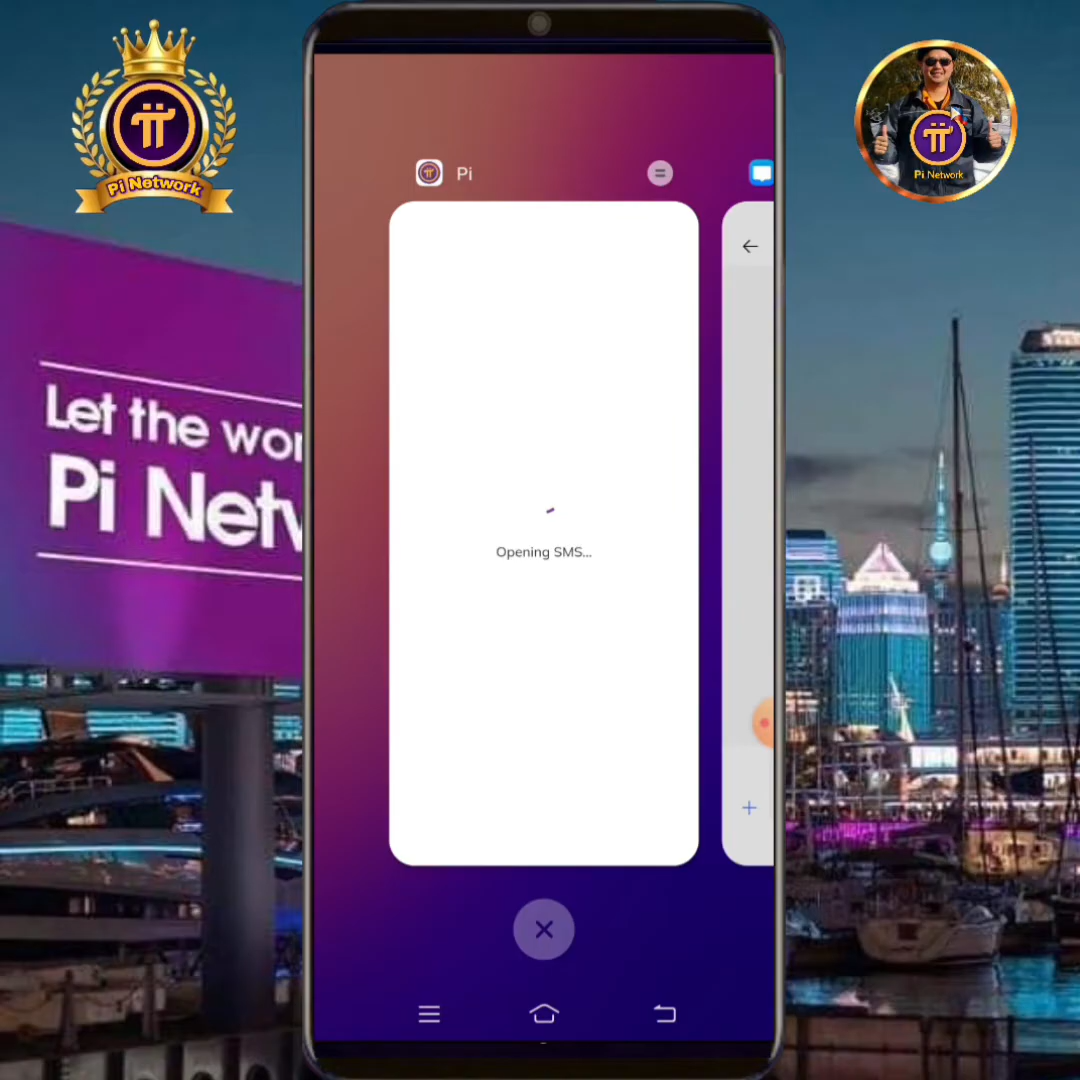 Pi Network
Pi Network
Pi
Opening SMS...
Let the wor
Pi Netw